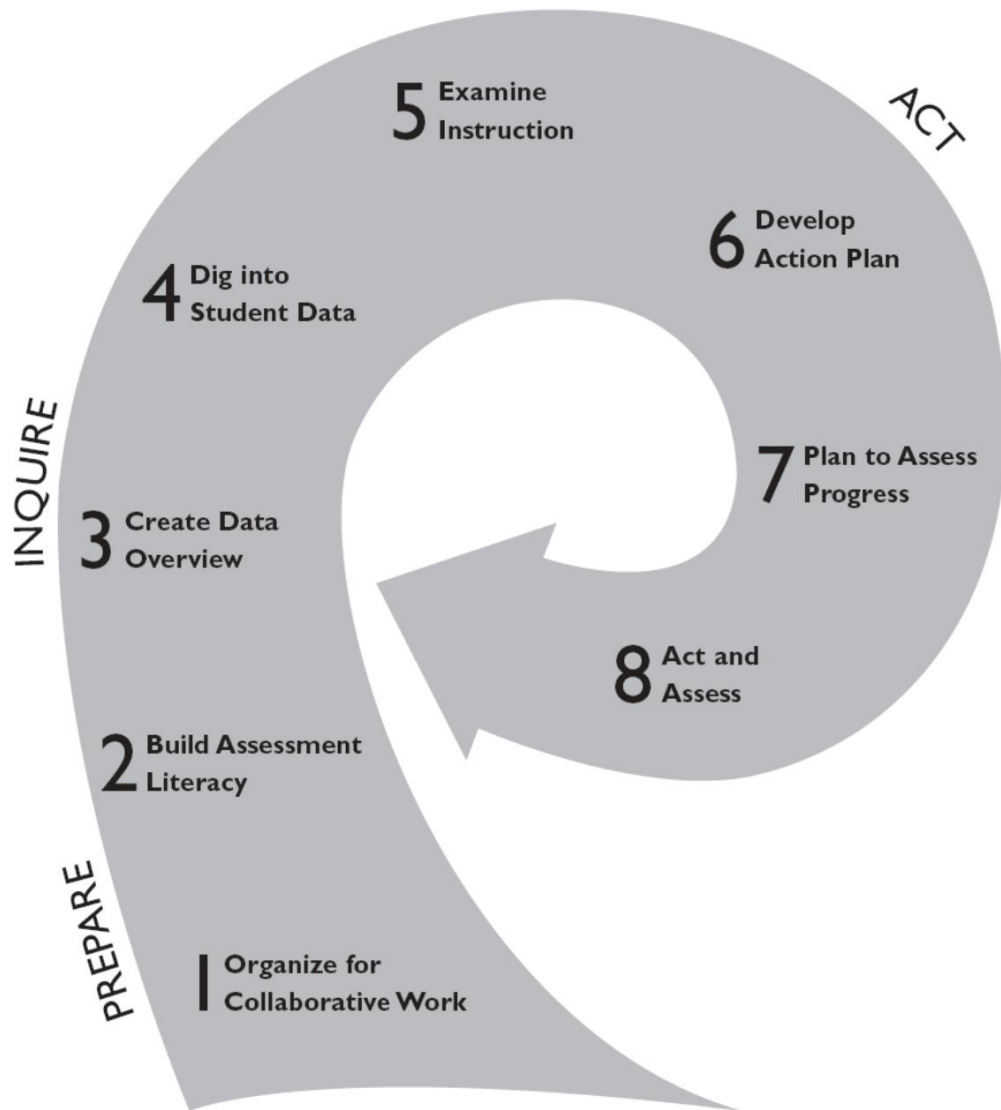 PREPARE
1 Organize for
Collaborative Work
2 Build Assessment
Literacy
INQUIRE
3 Create Data
Overview
4 Dig into
Student Data
5 Examine
Instruction
ACT
6 Develop
Action Plan
7 Plan to Assess
Progress
8 Act and
Assess